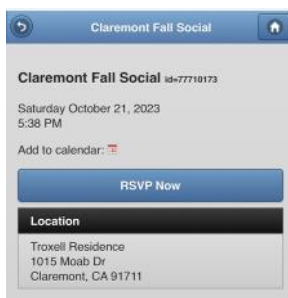 Claremont Fall Social
Claremont Fall Social id=77710173
Saturday October 21, 2023
5:38 PM
Add to calendar:
RSVP Now
Location
Troxell Residence
1015 Moab Dr
Claremont, CA 91711